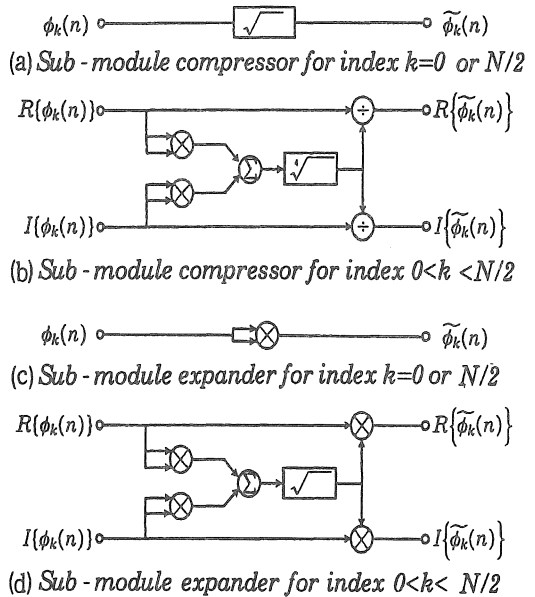 ϕₖ(n) √ ϕ̃ₖ(n)
(a) Sub - module compressor for index k=0 or N/2
R{ϕₖ(n)} ÷ R{ϕ̃ₖ(n)}
× Σ ∜
×
I{ϕₖ(n)} ÷ I{ϕ̃ₖ(n)}
(b) Sub - module compressor for index 0<k <N/2
ϕₖ(n) × ϕ̃ₖ(n)
(c) Sub - module expander for index k=0 or N/2
R{ϕₖ(n)} × R{ϕ̃ₖ(n)}
× Σ √
×
I{ϕₖ(n)} × I{ϕ̃ₖ(n)}
(d) Sub - module expander for index 0<k< N/2